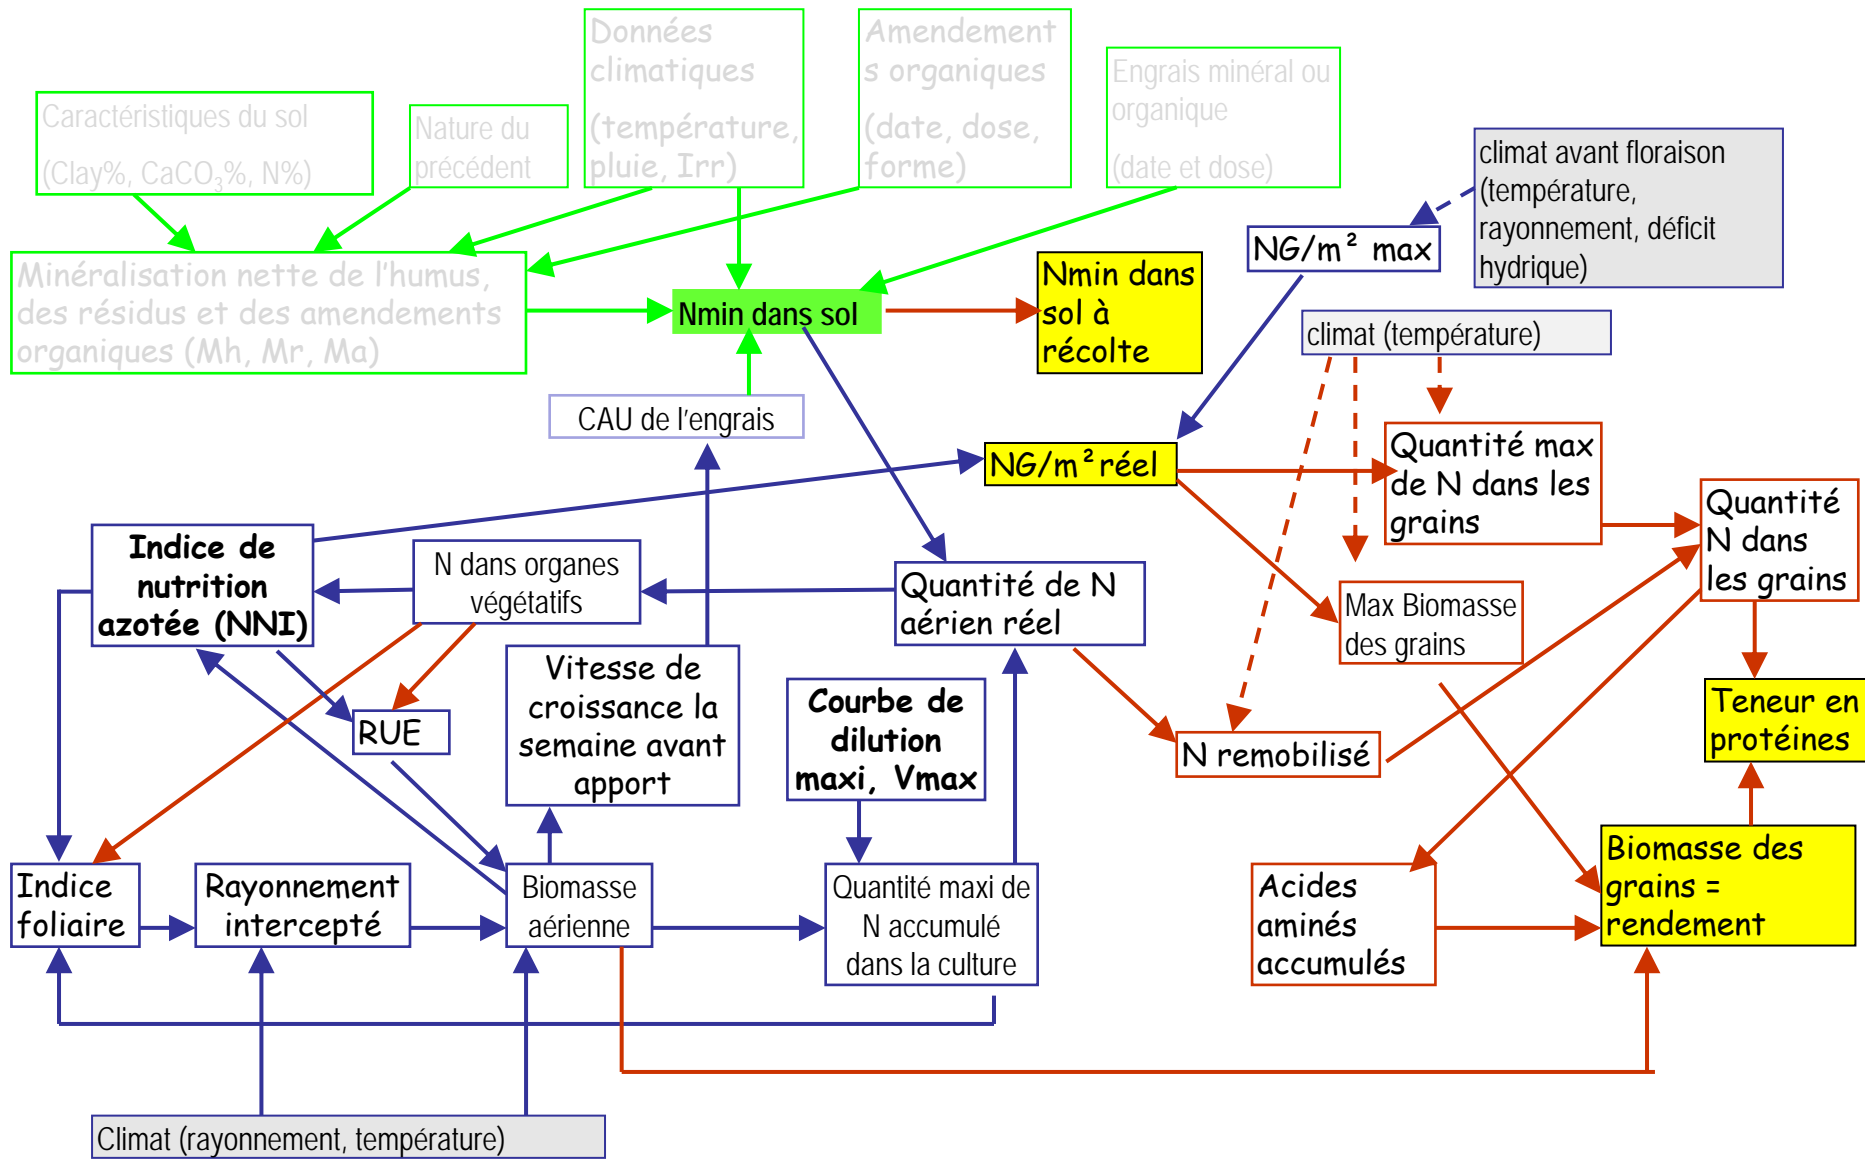 Données
climatiques
(température,
pluie, Irr)
Amendement
s organiques
(date, dose,
forme)
Engrais minéral ou
organique
(date et dose)
Caractéristiques du sol
(Clay%, CaCO₃%, N%)
Nature du
précédent
climat avant floraison
(température,
rayonnement, déficit
hydrique)
NG/m² max
Minéralisation nette de l'humus,
des résidus et des amendements
organiques (Mh, Mr, Ma)
Nmin dans sol
Nmin dans
sol à
récolte
climat (température)
CAU de l'engrais
NG/m²réel
Quantité max
de N dans les
grains
Quantité
N dans
les grains
Indice de
nutrition
azotée (NNI)
N dans organes
végétatifs
Quantité de N
aérien réel
Max Biomasse
des grains
Vitesse de
croissance la
semaine avant
apport
Courbe de
dilution
maxi, Vmax
RUE
N remobilisé
Teneur en
protéines
Indice
foliaire
Rayonnement
intercepté
Biomasse
aérienne
Quantité maxi de
N accumulé
dans la culture
Acides
aminés
accumulés
Biomasse des
grains =
rendement
Climat (rayonnement, température)